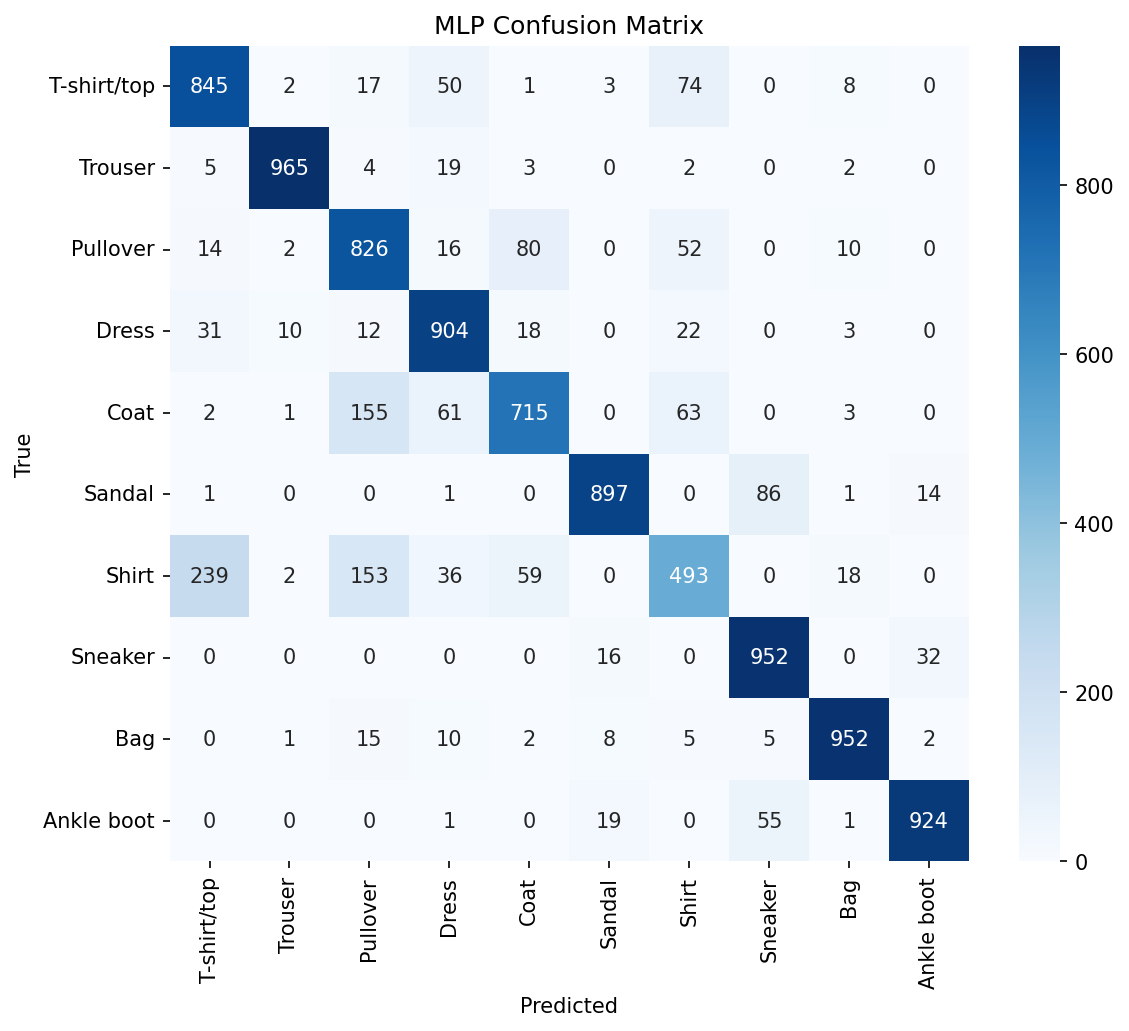 MLP Confusion Matrix
T-shirt/top 845 2 17 50 1 3 74 0 8 0
Trouser 5 965 4 19 3 0 2 0 2 0
Pullover 14 2 826 16 80 0 52 0 10 0
Dress 31 10 12 904 18 0 22 0 3 0
Coat 2 1 155 61 715 0 63 0 3 0
Sandal 1 0 0 1 0 897 0 86 1 14
Shirt 239 2 153 36 59 0 493 0 18 0
Sneaker 0 0 0 0 0 16 0 952 0 32
Bag 0 1 15 10 2 8 5 5 952 2
Ankle boot 0 0 0 1 0 19 0 55 1 924
True
T-shirt/top Trouser Pullover Dress Coat Sandal Shirt Sneaker Bag Ankle boot
Predicted
800
600
400
200
0